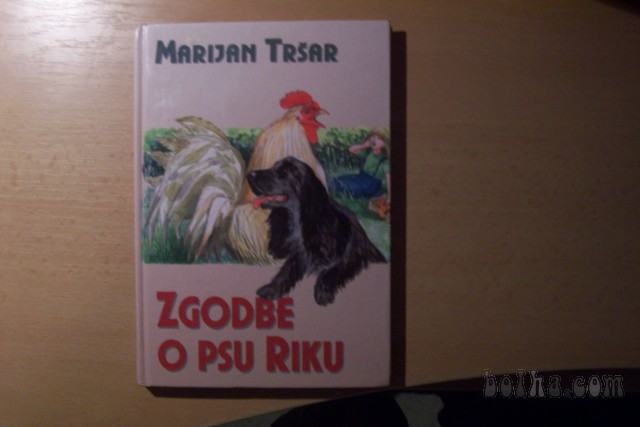 MARIJAN TRŠAR
ZGODBE
O PSU RIKU
bolha.com